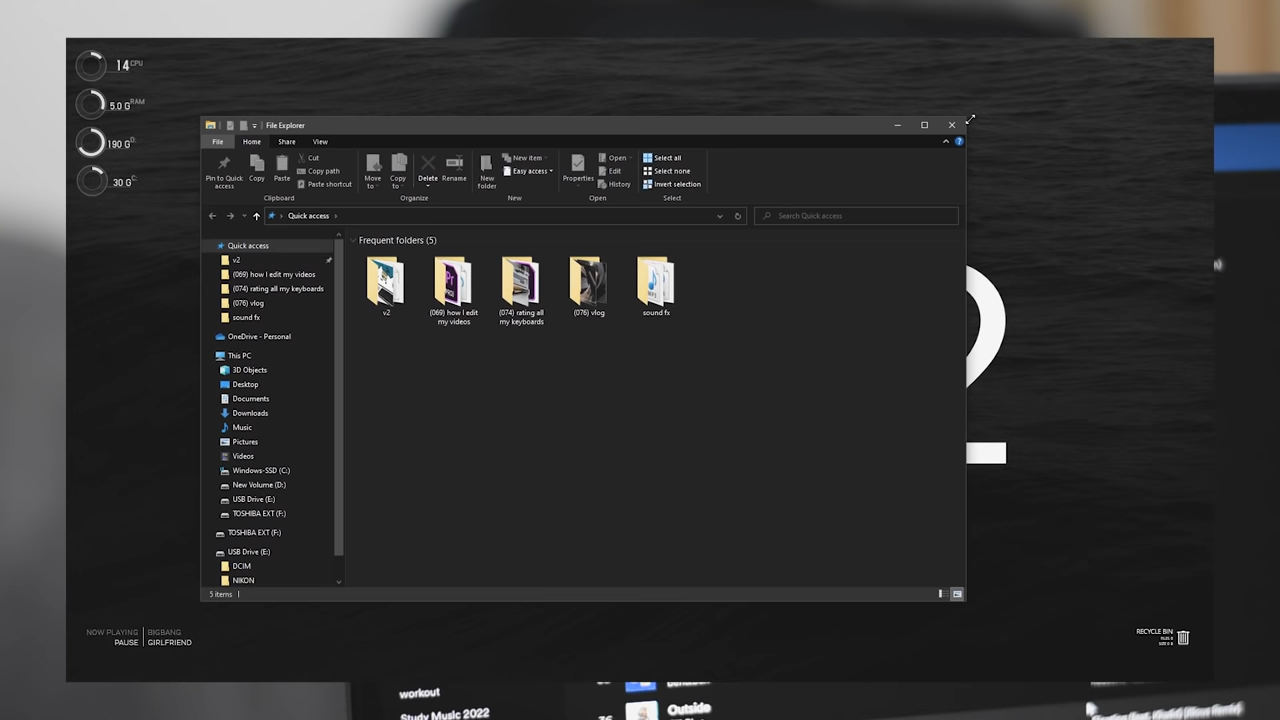 14 CPU
5.0 G RAM
190 G D:
30 G C:
File Explorer
File Home Share View
Pin to Quick access
Copy
Paste
Cut
Copy path
Paste shortcut
Clipboard
Move to
Copy to
Delete
Rename
Organize
New folder
New item
Easy access
New
Properties
Open
Edit
History
Open
Select all
Select none
Invert selection
Select
Quick access
Search Quick access
Quick access
v2
(069) how I edit my videos
(074) rating all my keyboards
(076) vlog
sound fx
OneDrive - Personal
This PC
3D Objects
Desktop
Documents
Downloads
Music
Pictures
Videos
Windows-SSD (C:)
New Volume (D:)
USB Drive (E:)
TOSHIBA EXT (F:)
TOSHIBA EXT (F:)
USB Drive (E:)
DCIM
NIKON
Frequent folders (5)
v2
(069) how I edit
my videos
(074) rating all
my keyboards
(076) vlog
sound fx
5 items
NOW PLAYING BIGBANG
PAUSE GIRLFRIEND
RECYCLE BIN
workout
Study Music 2022
Outside